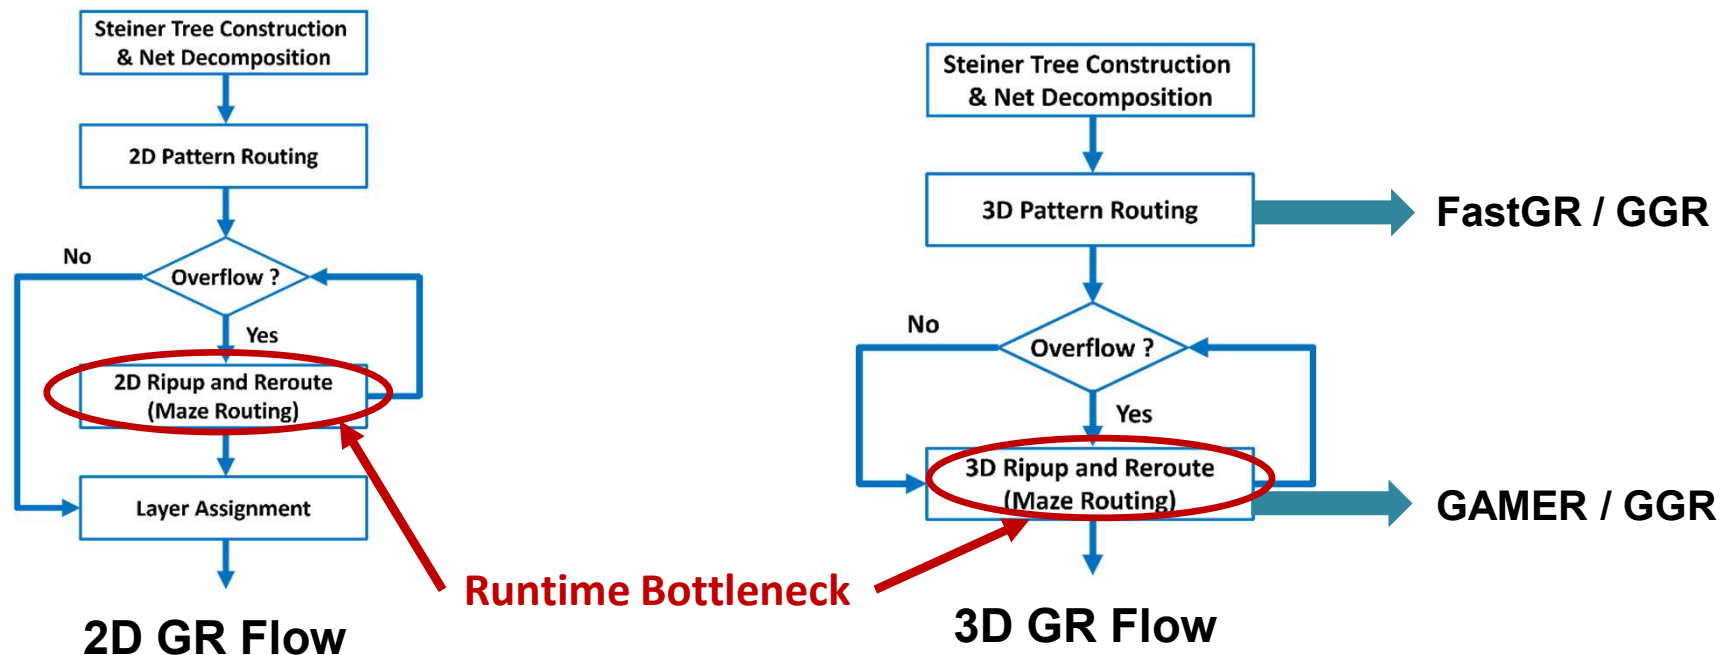 Steiner Tree Construction
& Net Decomposition
2D Pattern Routing
No
Overflow ?
Yes
2D Ripup and Reroute
(Maze Routing)
Layer Assignment
2D GR Flow
Runtime Bottleneck
Steiner Tree Construction
& Net Decomposition
3D Pattern Routing
FastGR / GGR
No
Overflow ?
Yes
3D Ripup and Reroute
(Maze Routing)
GAMER / GGR
3D GR Flow